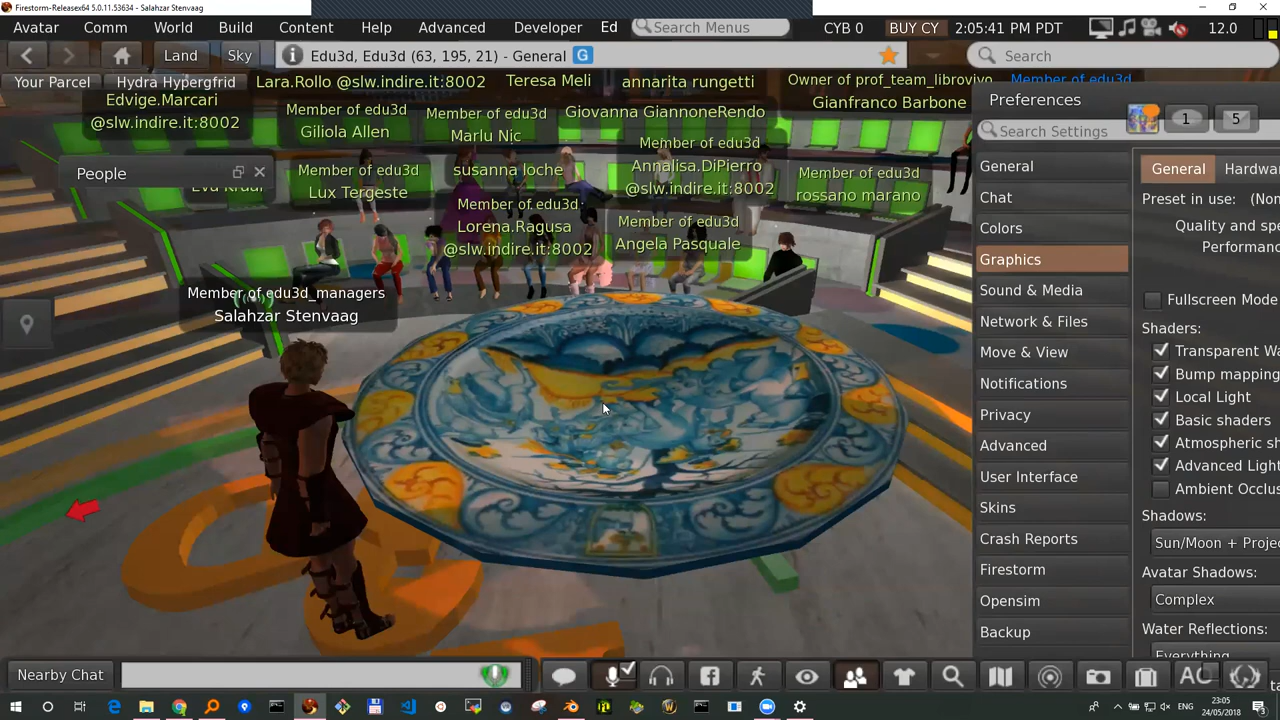 Firestorm-Releasex64 5.0.11.53634 - Salahzar Stenvaag
Avatar Comm World Build Content Help Advanced Developer Ed Search Menus CYB 0 BUY CY 2:05:41 PM PDT 12.0
Land Sky Edu3d, Edu3d (63, 195, 21) - General G Search
Your Parcel Hydra Hypergfrid
Lara.Rollo @slw.indire.it:8002
Teresa Meli
annarita rungetti
Owner of prof_team_librovivo
Gianfranco Barbone
Member of edu3d
Edvige.Marcari
@slw.indire.it:8002
Member of edu3d
Giliola Allen
Member of edu3d
Marlu Nic
Giovanna GiannoneRendo
Member of edu3d
Annalisa.DiPierro
@slw.indire.it:8002
Member of edu3d
Lux Tergeste
susanna loche
Member of edu3d
rossano marano
People
Member of edu3d
Lorena.Ragusa
@slw.indire.it:8002
Member of edu3d
Angela Pasquale
Member of edu3d_managers
Salahzar Stenvaag
Preferences
1 5
Search Settings
General
Chat
Colors
Graphics
Sound & Media
Network & Files
Move & View
Notifications
Privacy
Advanced
User Interface
Skins
Crash Reports
Firestorm
Opensim
Backup
General Hardwa
Preset in use: (Non
Quality and spe
Performanc
Fullscreen Mode
Shaders:
Transparent Wa
Bump mapping
Local Light
Basic shaders
Atmospheric sh
Advanced Light
Ambient Occlus
Shadows:
Sun/Moon + Projec
Avatar Shadows:
Complex
Water Reflections:
Everything
Nearby Chat
AO
ENG
23:05
24/05/2018